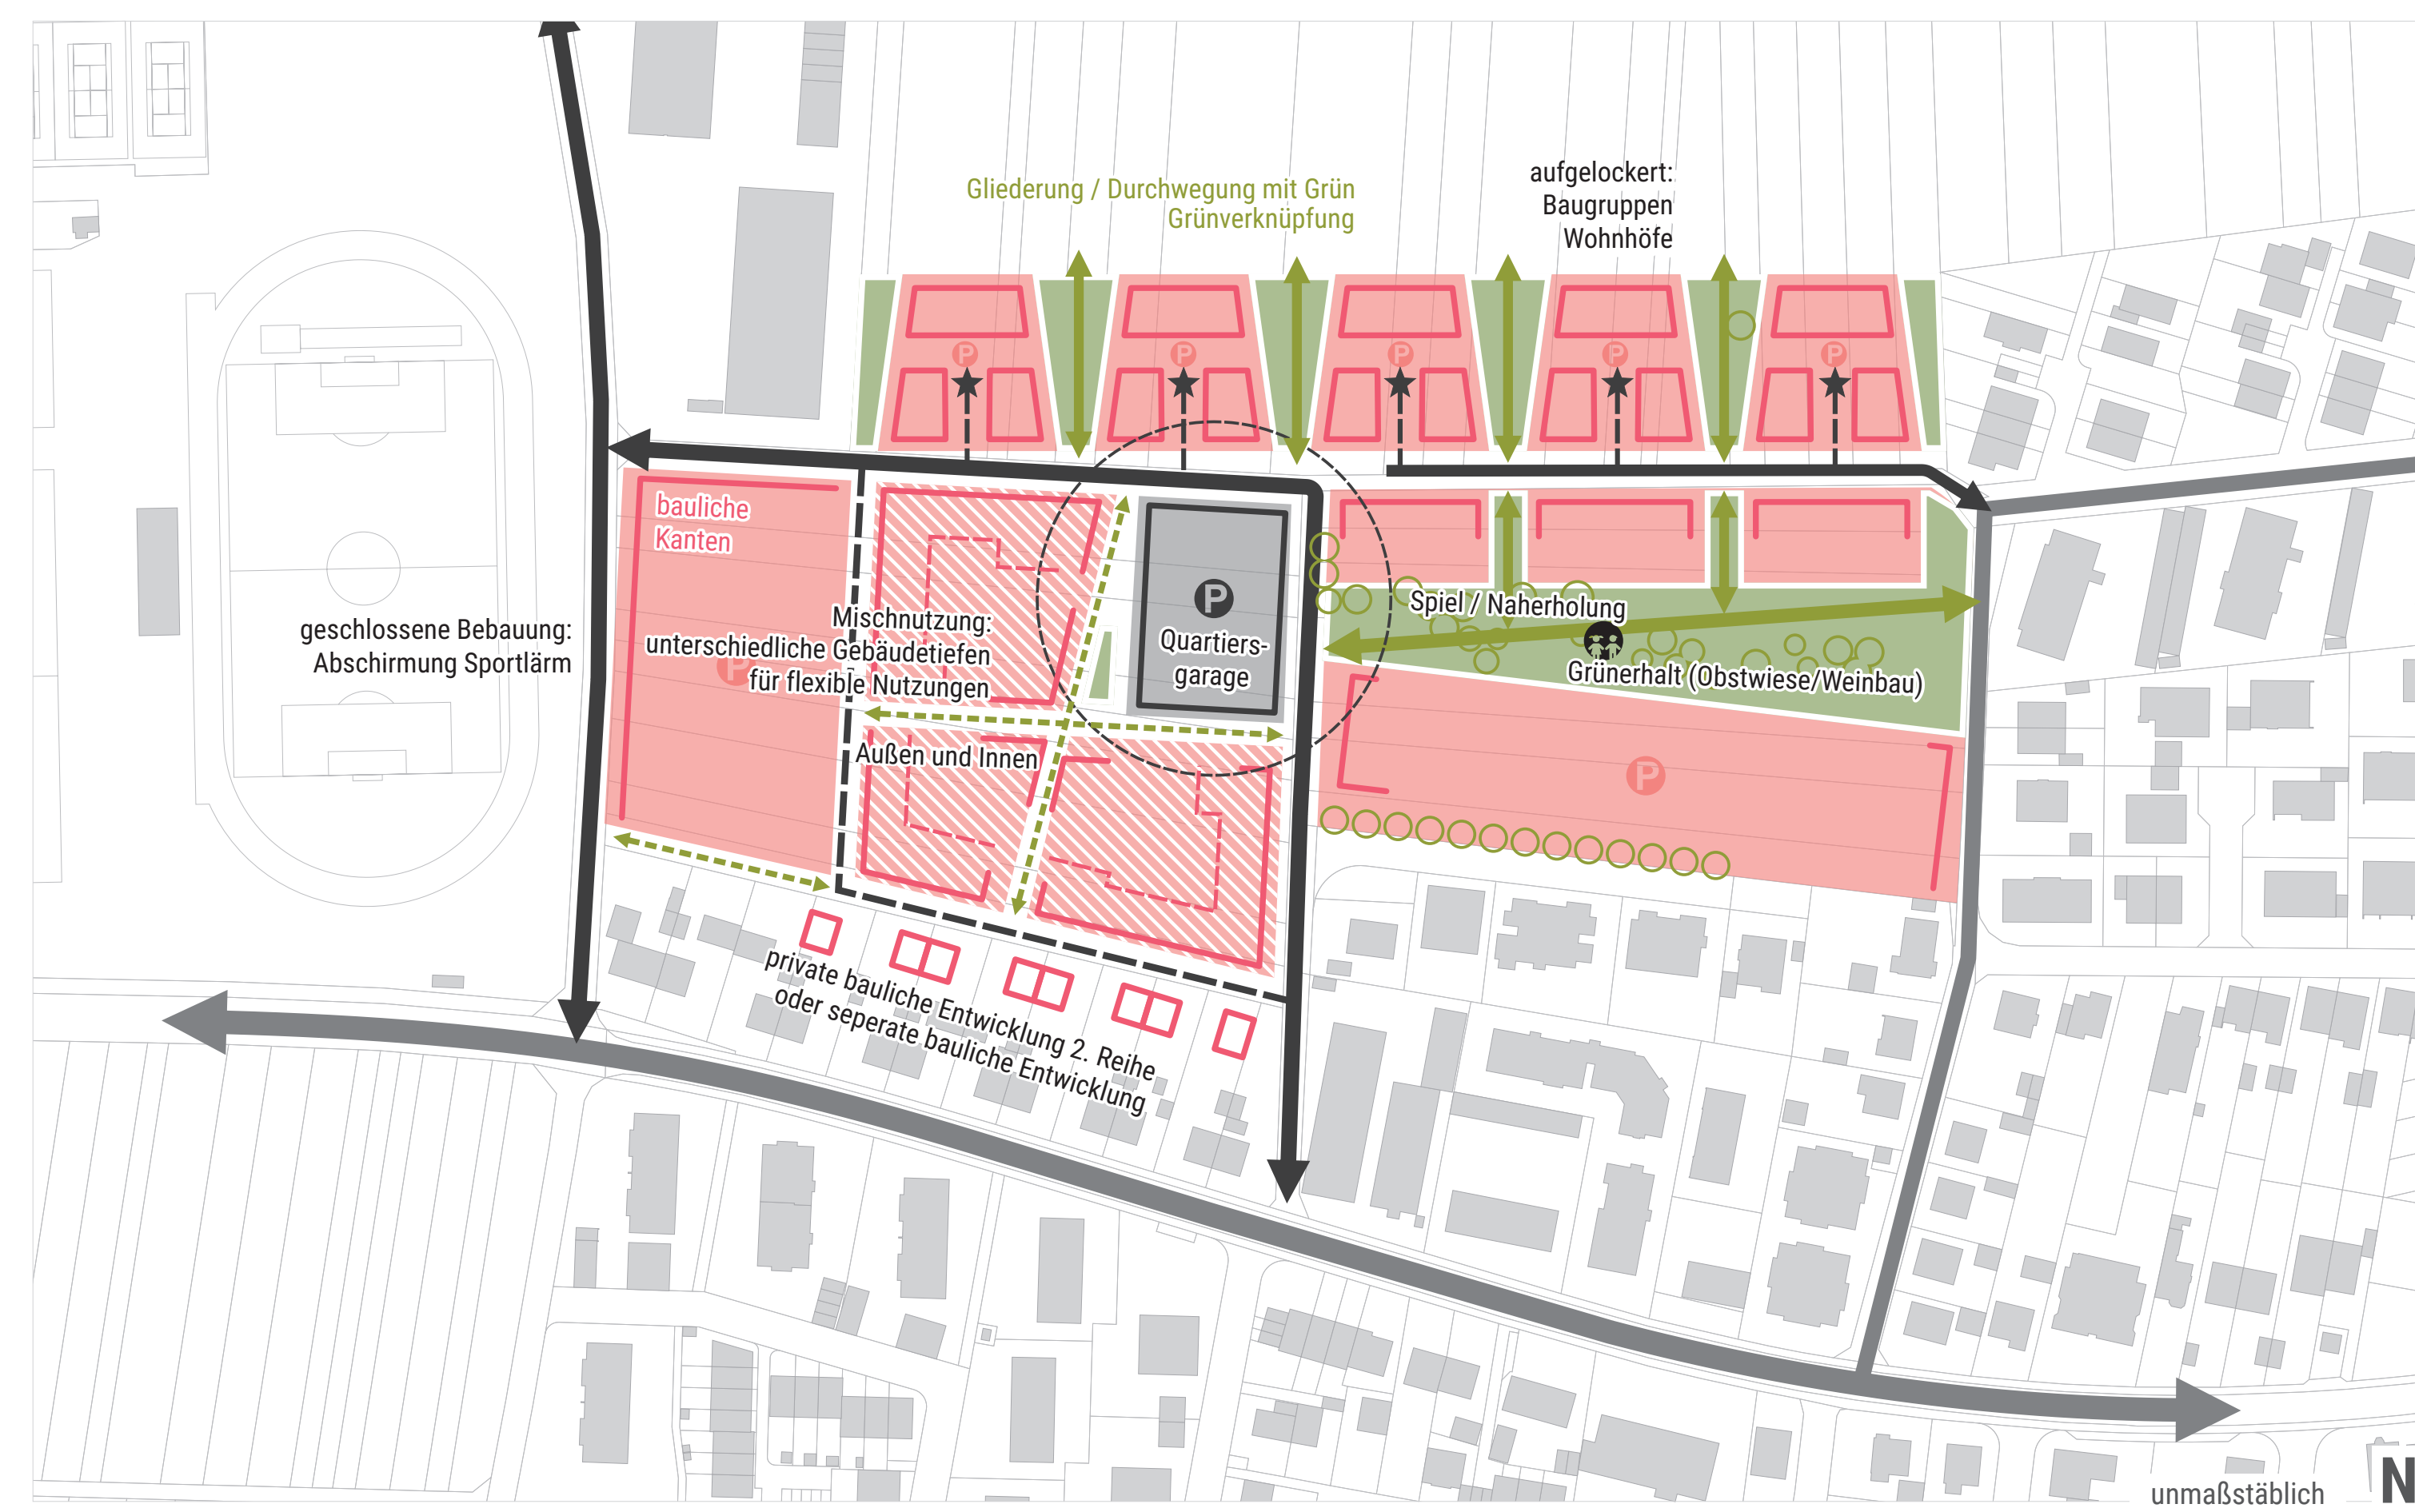 Gliederung / Durchwegung mit Grün
Grünverknüpfung
aufgelockert:
Baugruppen
Wohnhöfe
P
P
P
P
P
bauliche
Kanten
geschlossene Bebauung:
Abschirmung Sportlärm
P
Mischnutzung:
unterschiedliche Gebäudetiefen
für flexible Nutzungen
P
Quartiers-
garage
Spiel / Naherholung
Grünerhalt (Obstwiese/Weinbau)
Außen und Innen
P
private bauliche Entwicklung 2. Reihe
oder seperate bauliche Entwicklung
unmaßstäblich
N